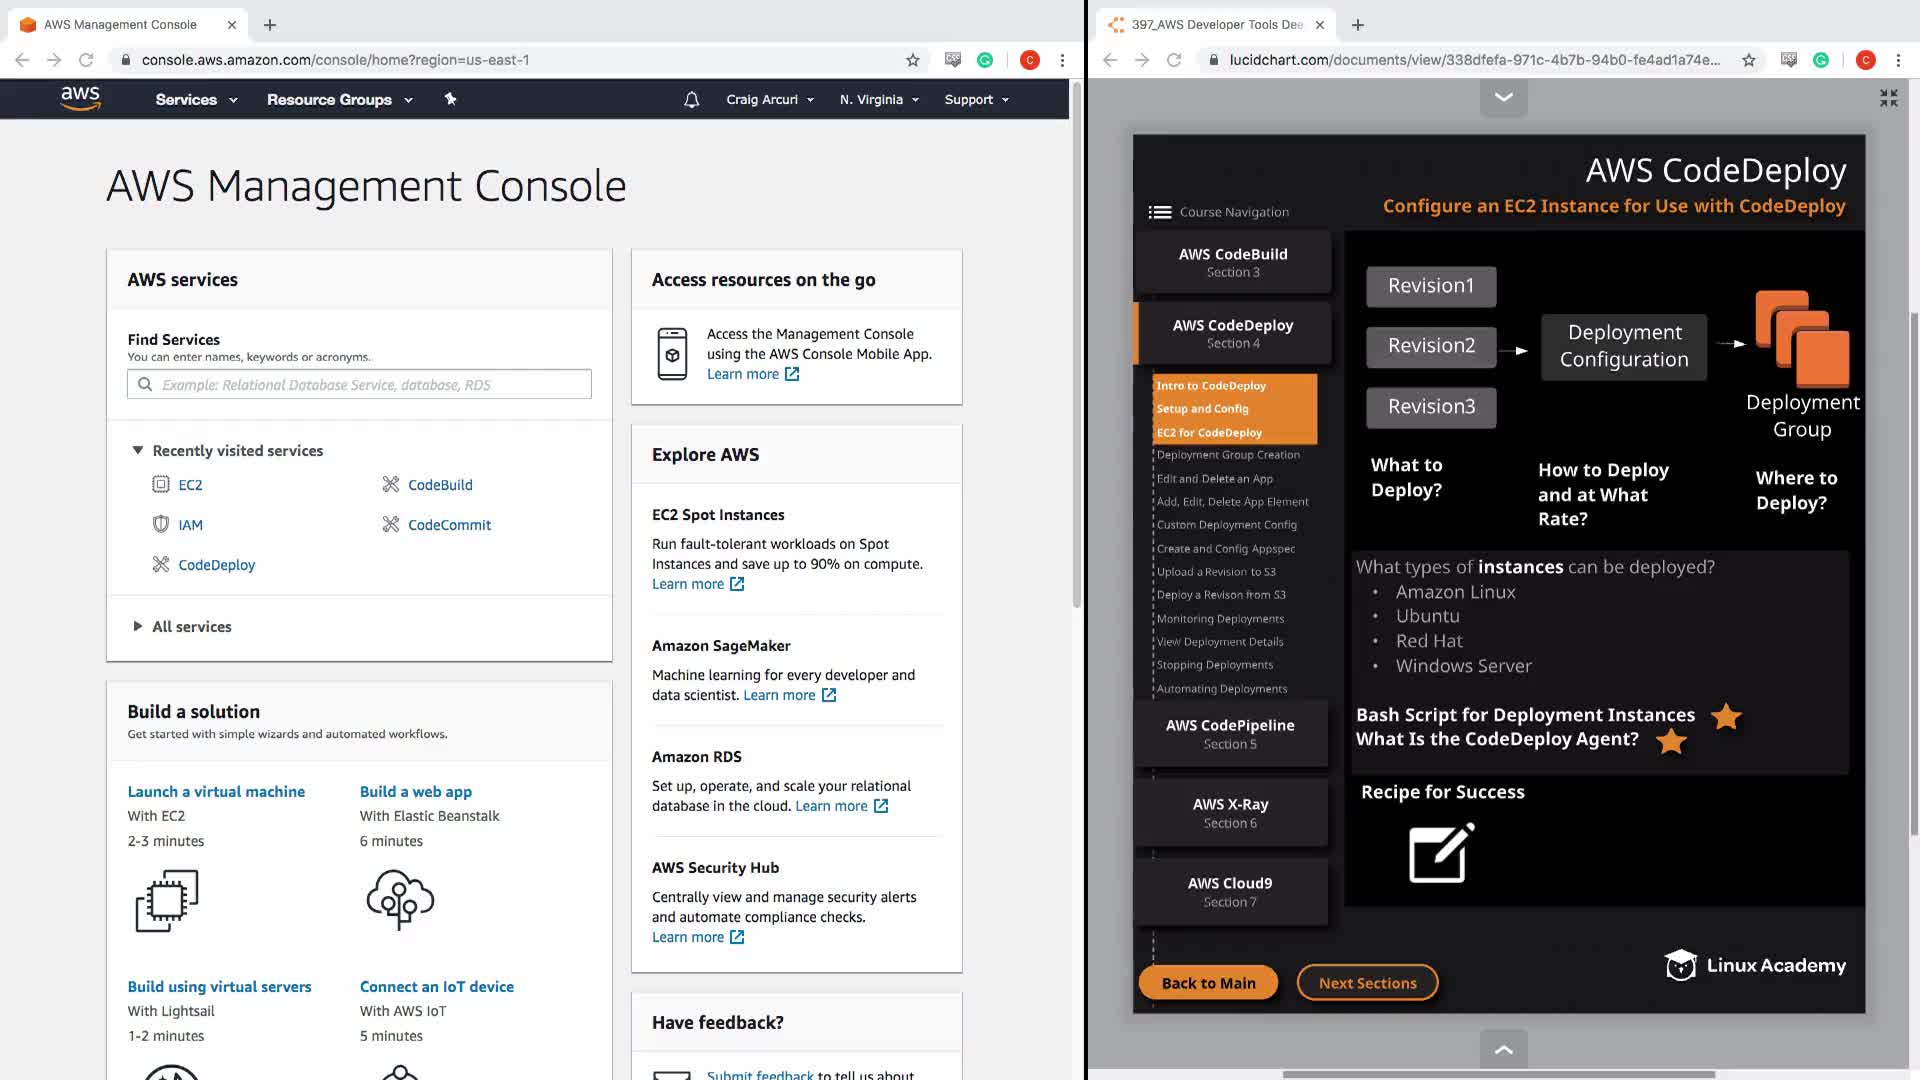 AWS Management Console
console.aws.amazon.com/console/home?region=us-east-1
C
aws
Services
Resource Groups
Craig Arcuri
N. Virginia
Support
AWS Management Console
AWS services
Find Services
You can enter names, keywords or acronyms.
Example: Relational Database Service, database, RDS
Recently visited services
EC2
CodeBuild
IAM
CodeCommit
CodeDeploy
All services
Build a solution
Get started with simple wizards and automated workflows.
Launch a virtual machine
With EC2
2-3 minutes
Build a web app
With Elastic Beanstalk
6 minutes
Build using virtual servers
With Lightsail
1-2 minutes
Connect an IoT device
With AWS IoT
5 minutes
Access resources on the go
Access the Management Console
using the AWS Console Mobile App.
Learn more
Explore AWS
EC2 Spot Instances
Run fault-tolerant workloads on Spot
Instances and save up to 90% on compute.
Learn more
Amazon SageMaker
Machine learning for every developer and
data scientist. Learn more
Amazon RDS
Set up, operate, and scale your relational
database in the cloud. Learn more
AWS Security Hub
Centrally view and manage security alerts
and automate compliance checks.
Learn more
Have feedback?
Submit feedback to tell us about
397_AWS Developer Tools Dee
lucidchart.com/documents/view/338dfefa-971c-4b7b-94b0-fe4ad1a74e...
C
AWS CodeDeploy
Configure an EC2 Instance for Use with CodeDeploy
Course Navigation
AWS CodeBuild
Section 3
AWS CodeDeploy
Section 4
Intro to CodeDeploy
Setup and Config
EC2 for CodeDeploy
Deployment Group Creation
Edit and Delete an App
Add, Edit, Delete App Element
Custom Deployment Config
Create and Config Appspec
Upload a Revision to S3
Deploy a Revison from S3
Monitoring Deployments
View Deployment Details
Stopping Deployments
Automating Deployments
AWS CodePipeline
Section 5
AWS X-Ray
Section 6
AWS Cloud9
Section 7
Back to Main
Next Sections
Revision1
Revision2
Revision3
Deployment
Configuration
Deployment
Group
What to
Deploy?
How to Deploy
and at What
Rate?
Where to
Deploy?
What types of instances can be deployed?
• Amazon Linux
• Ubuntu
• Red Hat
• Windows Server
Bash Script for Deployment Instances
What Is the CodeDeploy Agent?
Recipe for Success
Linux Academy